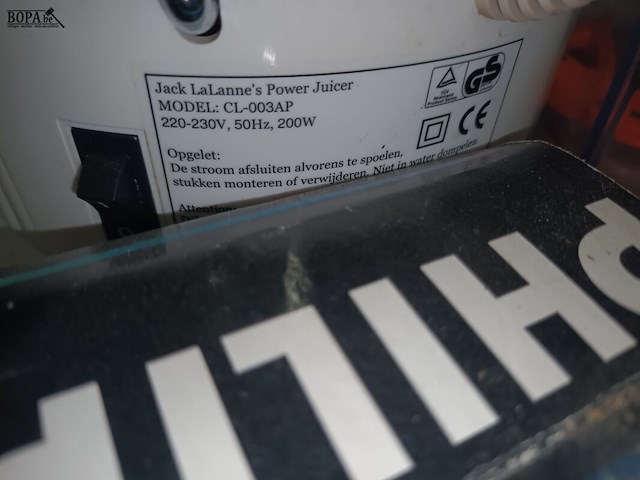 BOPA.be
Jack LaLanne's Power Juicer
MODEL: CL-003AP
220-230V, 50Hz, 200W
GS
CE
Opgelet:
De stroom afsluiten alvorens te spoelen,
stukken monteren of verwijderen. Niet in water dompelen
PHILI